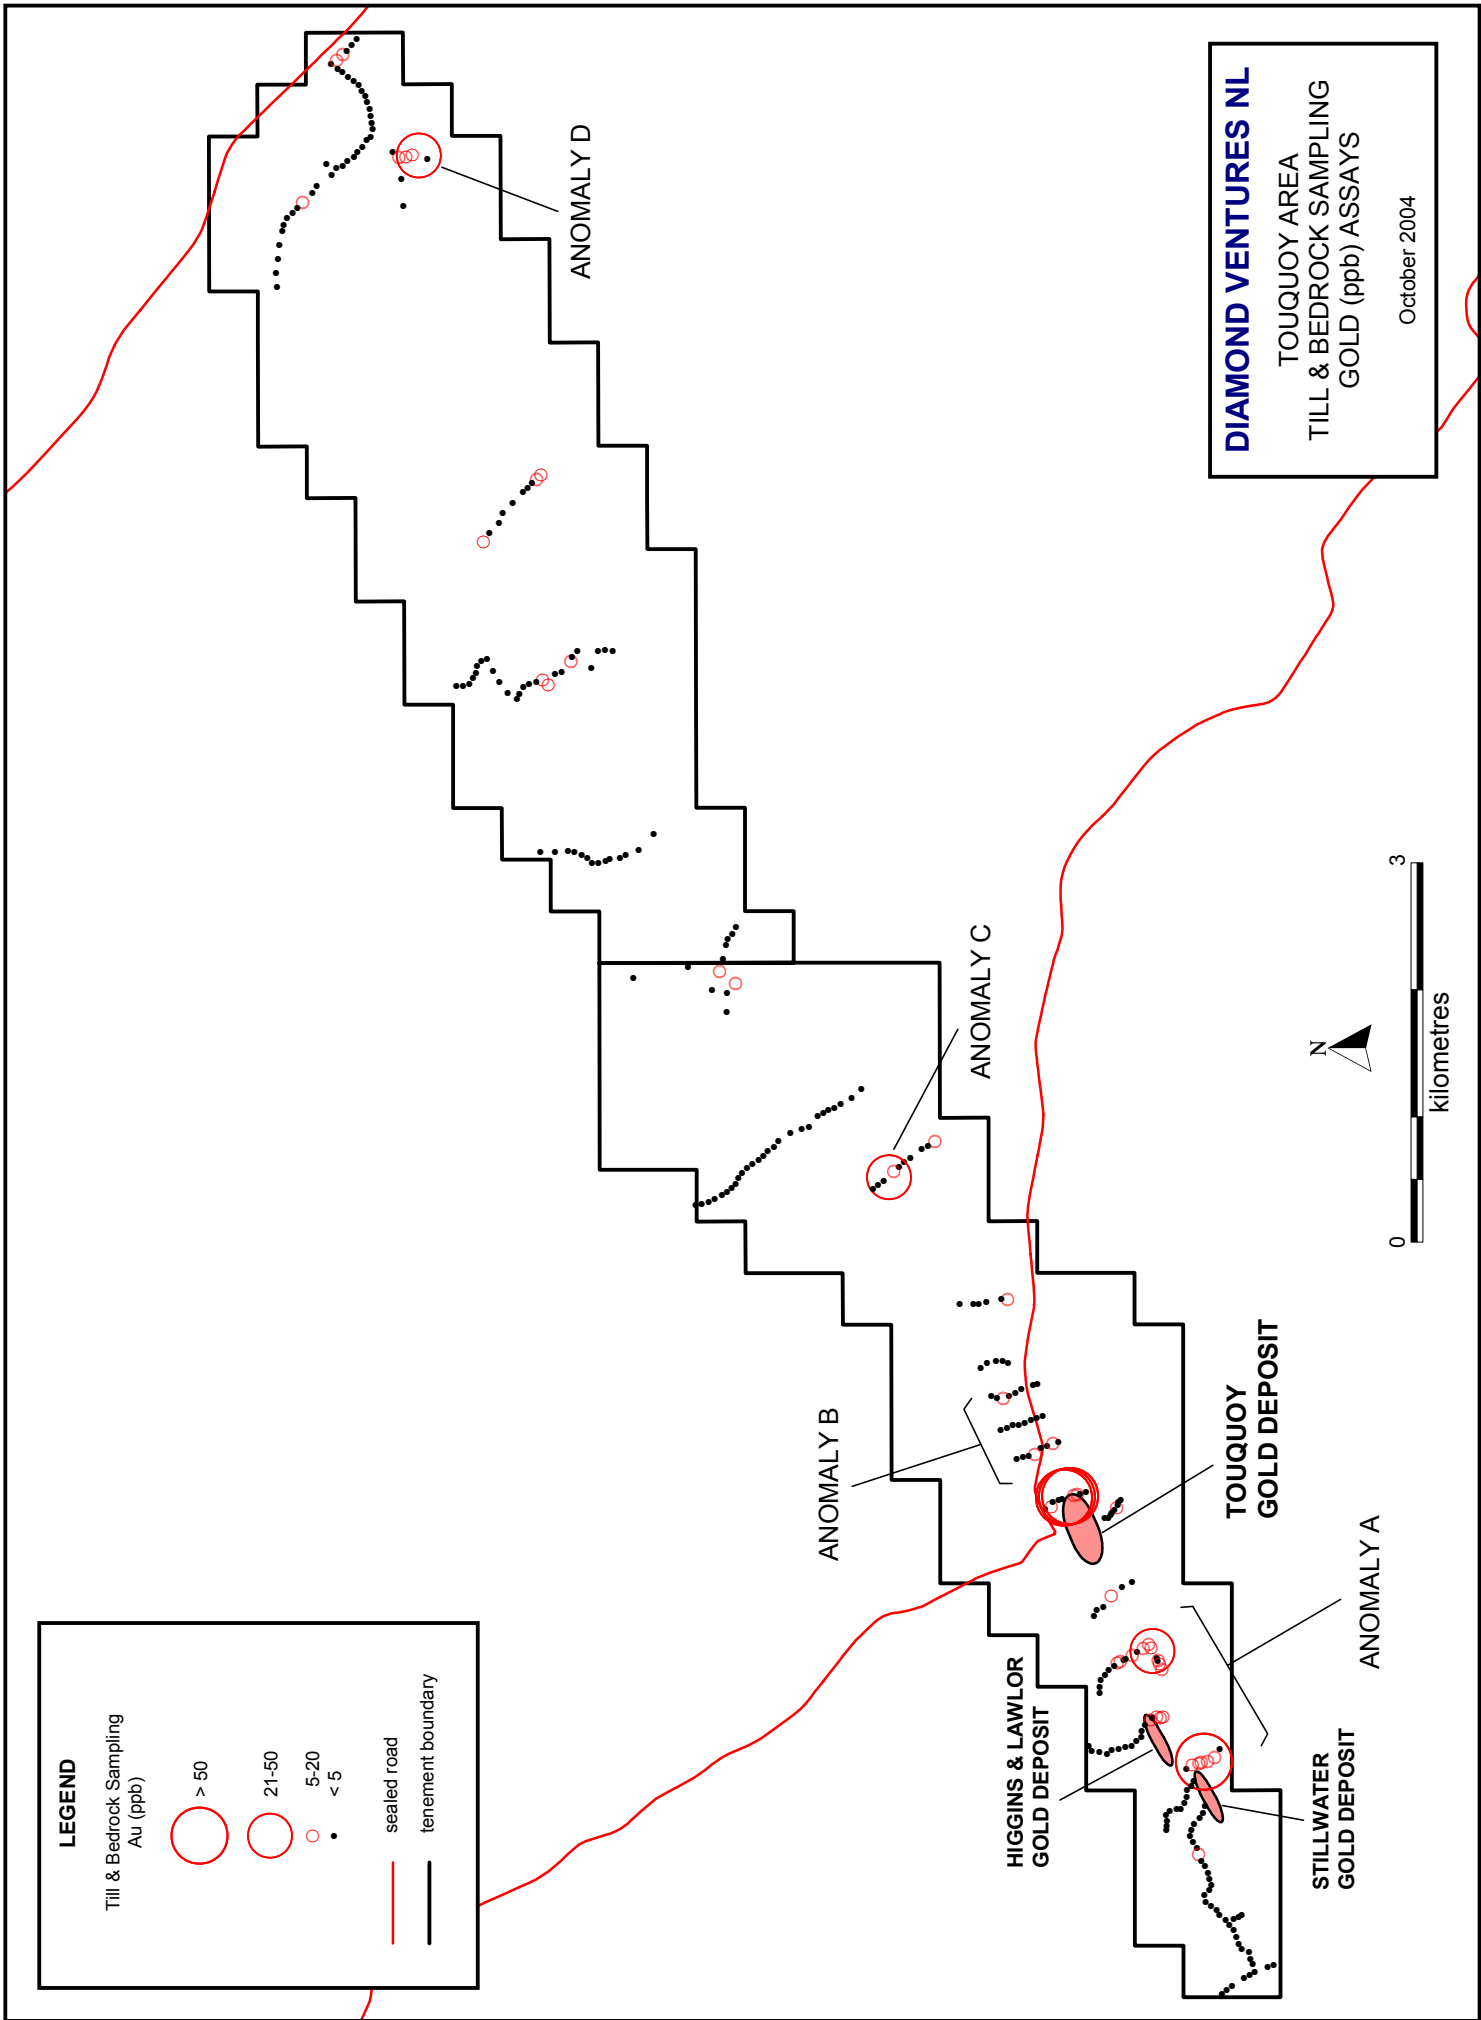 LEGEND
Till & Bedrock Sampling
Au (ppb)
> 50
21-50
5-20
< 5
sealed road
tenement boundary
ANOMALY D
ANOMALY C
ANOMALY B
HIGGINS & LAWLOR
GOLD DEPOSIT
TOUQUOY
GOLD DEPOSIT
STILLWATER
GOLD DEPOSIT
ANOMALY A
N
0
3
kilometres
DIAMOND VENTURES NL
TOUQUOY AREA
TILL & BEDROCK SAMPLING
GOLD (ppb) ASSAYS
October 2004